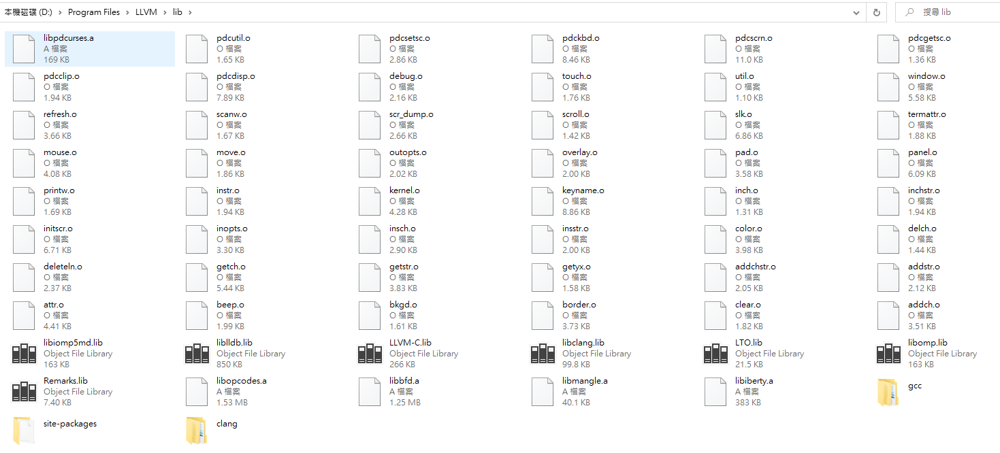 本機磁碟 (D:) › Program Files › LLVM › lib ›
搜尋 lib
libpdcurses.a
A 檔案
169 KB
pdcutil.o
O 檔案
1.65 KB
pdcsetsc.o
O 檔案
2.86 KB
pdckbd.o
O 檔案
8.46 KB
pdcscrn.o
O 檔案
11.0 KB
pdcgetsc.o
O 檔案
1.36 KB
pdcclip.o
O 檔案
1.94 KB
pdcdisp.o
O 檔案
7.89 KB
debug.o
O 檔案
2.16 KB
touch.o
O 檔案
1.76 KB
util.o
O 檔案
1.10 KB
window.o
O 檔案
5.58 KB
refresh.o
O 檔案
3.66 KB
scanw.o
O 檔案
1.67 KB
scr_dump.o
O 檔案
2.66 KB
scroll.o
O 檔案
1.42 KB
slk.o
O 檔案
6.86 KB
termattr.o
O 檔案
1.88 KB
mouse.o
O 檔案
4.08 KB
move.o
O 檔案
1.86 KB
outopts.o
O 檔案
2.02 KB
overlay.o
O 檔案
2.00 KB
pad.o
O 檔案
3.58 KB
panel.o
O 檔案
6.09 KB
printw.o
O 檔案
1.69 KB
instr.o
O 檔案
1.94 KB
kernel.o
O 檔案
4.28 KB
keyname.o
O 檔案
8.86 KB
inch.o
O 檔案
1.31 KB
inchstr.o
O 檔案
1.94 KB
initscr.o
O 檔案
6.71 KB
inopts.o
O 檔案
3.30 KB
insch.o
O 檔案
2.90 KB
insstr.o
O 檔案
2.00 KB
color.o
O 檔案
3.98 KB
delch.o
O 檔案
1.44 KB
deleteln.o
O 檔案
2.37 KB
getch.o
O 檔案
5.44 KB
getstr.o
O 檔案
3.83 KB
getyx.o
O 檔案
1.58 KB
addchstr.o
O 檔案
2.05 KB
addstr.o
O 檔案
2.12 KB
attr.o
O 檔案
4.41 KB
beep.o
O 檔案
1.99 KB
bkgd.o
O 檔案
1.61 KB
border.o
O 檔案
3.73 KB
clear.o
O 檔案
1.82 KB
addch.o
O 檔案
3.51 KB
libiomp5md.lib
Object File Library
163 KB
liblldb.lib
Object File Library
850 KB
LLVM-C.lib
Object File Library
266 KB
libclang.lib
Object File Library
99.8 KB
LTO.lib
Object File Library
21.5 KB
libomp.lib
Object File Library
163 KB
Remarks.lib
Object File Library
7.40 KB
libopcodes.a
A 檔案
1.53 MB
libbfd.a
A 檔案
1.25 MB
libmangle.a
A 檔案
40.1 KB
libiberty.a
A 檔案
383 KB
gcc
site-packages
clang